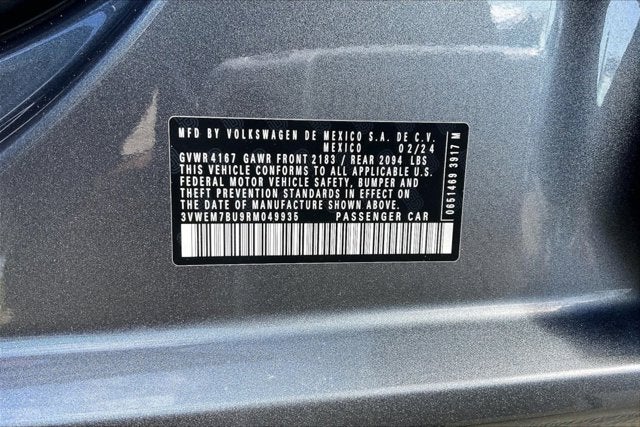 MFD BY VOLKSWAGEN DE MEXICO S.A. DE C.V.
MEXICO 02/24
GVWR 4167 GAWR FRONT 2183 / REAR 2094 LBS
THIS VEHICLE CONFORMS TO ALL APPLICABLE U.S.
FEDERAL MOTOR VEHICLE SAFETY, BUMPER AND
THEFT PREVENTION STANDARDS IN EFFECT ON
THE DATE OF MANUFACTURE SHOWN ABOVE.
3VWEM7BU9RM049935 PASSENGER CAR
0651469 3917 M